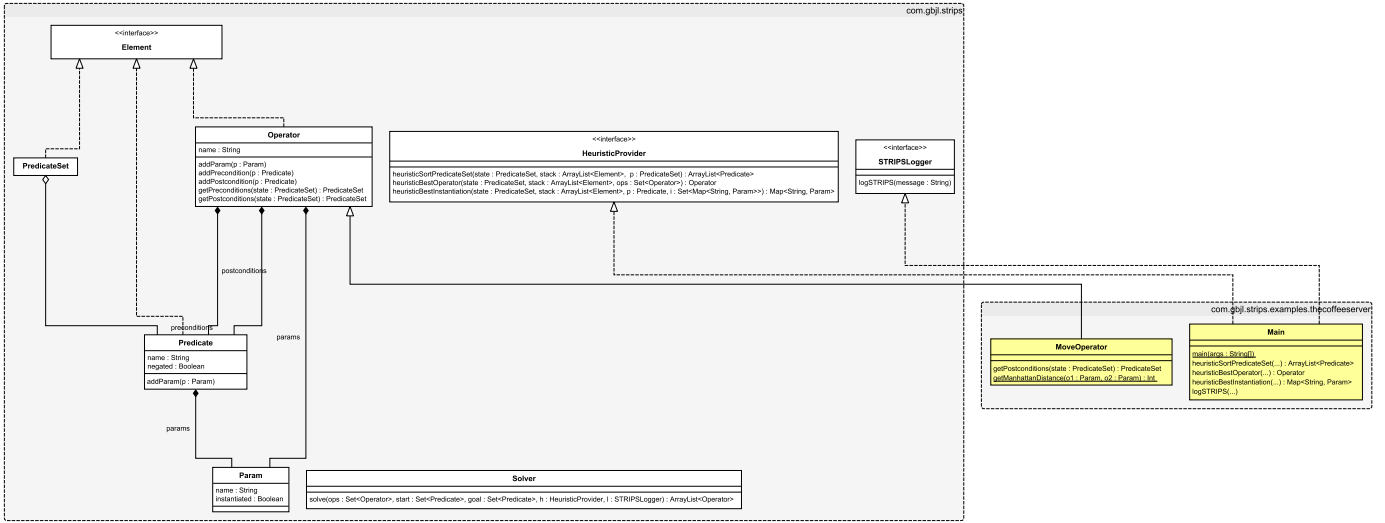 com.gbjl.strips
<<interface>>
Element
PredicateSet
Operator
name : String
addParam(p : Param)
addPrecondition(p : Predicate)
addPostcondition(p : Predicate)
getPreconditions(state : PredicateSet) : PredicateSet
getPostconditions(state : PredicateSet) : PredicateSet
<<interface>>
HeuristicProvider
heuristicSortPredicateSet(state : PredicateSet, stack : ArrayList<Element>,  p : PredicateSet) : ArrayList<Predicate>
heuristicBestOperator(state : PredicateSet, stack : ArrayList<Element>, ops : Set<Operator>) : Operator
heuristicBestInstantiation(state : PredicateSet, stack : ArrayList<Element>, p : Predicate, i : Set<Map<String, Param>>) : Map<String, Param>
<<interface>>
STRIPSLogger
logSTRIPS(message : String)
postconditions
preconditions
params
Predicate
name : String
negated : Boolean
addParam(p : Param)
params
Param
name : String
instantiated : Boolean
Solver
solve(ops : Set<Operator>, start : Set<Predicate>, goal : Set<Predicate>, h : HeuristicProvider, l : STRIPSLogger) : ArrayList<Operator>
com.gbjl.strips.examples.thecoffeeserver
MoveOperator
getPostconditions(state : PredicateSet) : PredicateSet
getManhattanDistance(o1 : Param, o2 : Param) : Int
Main
main(args : String[])
heuristicSortPredicateSet(...) : ArrayList<Predicate>
heuristicBestOperator(...) : Operator
heuristicBestInstantiation(...) : Map<String, Param>
logSTRIPS(...)